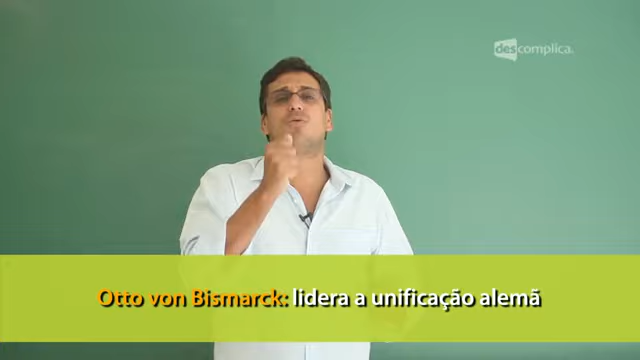 descomplica.
Otto von Bismarck: lidera a unificação alemã